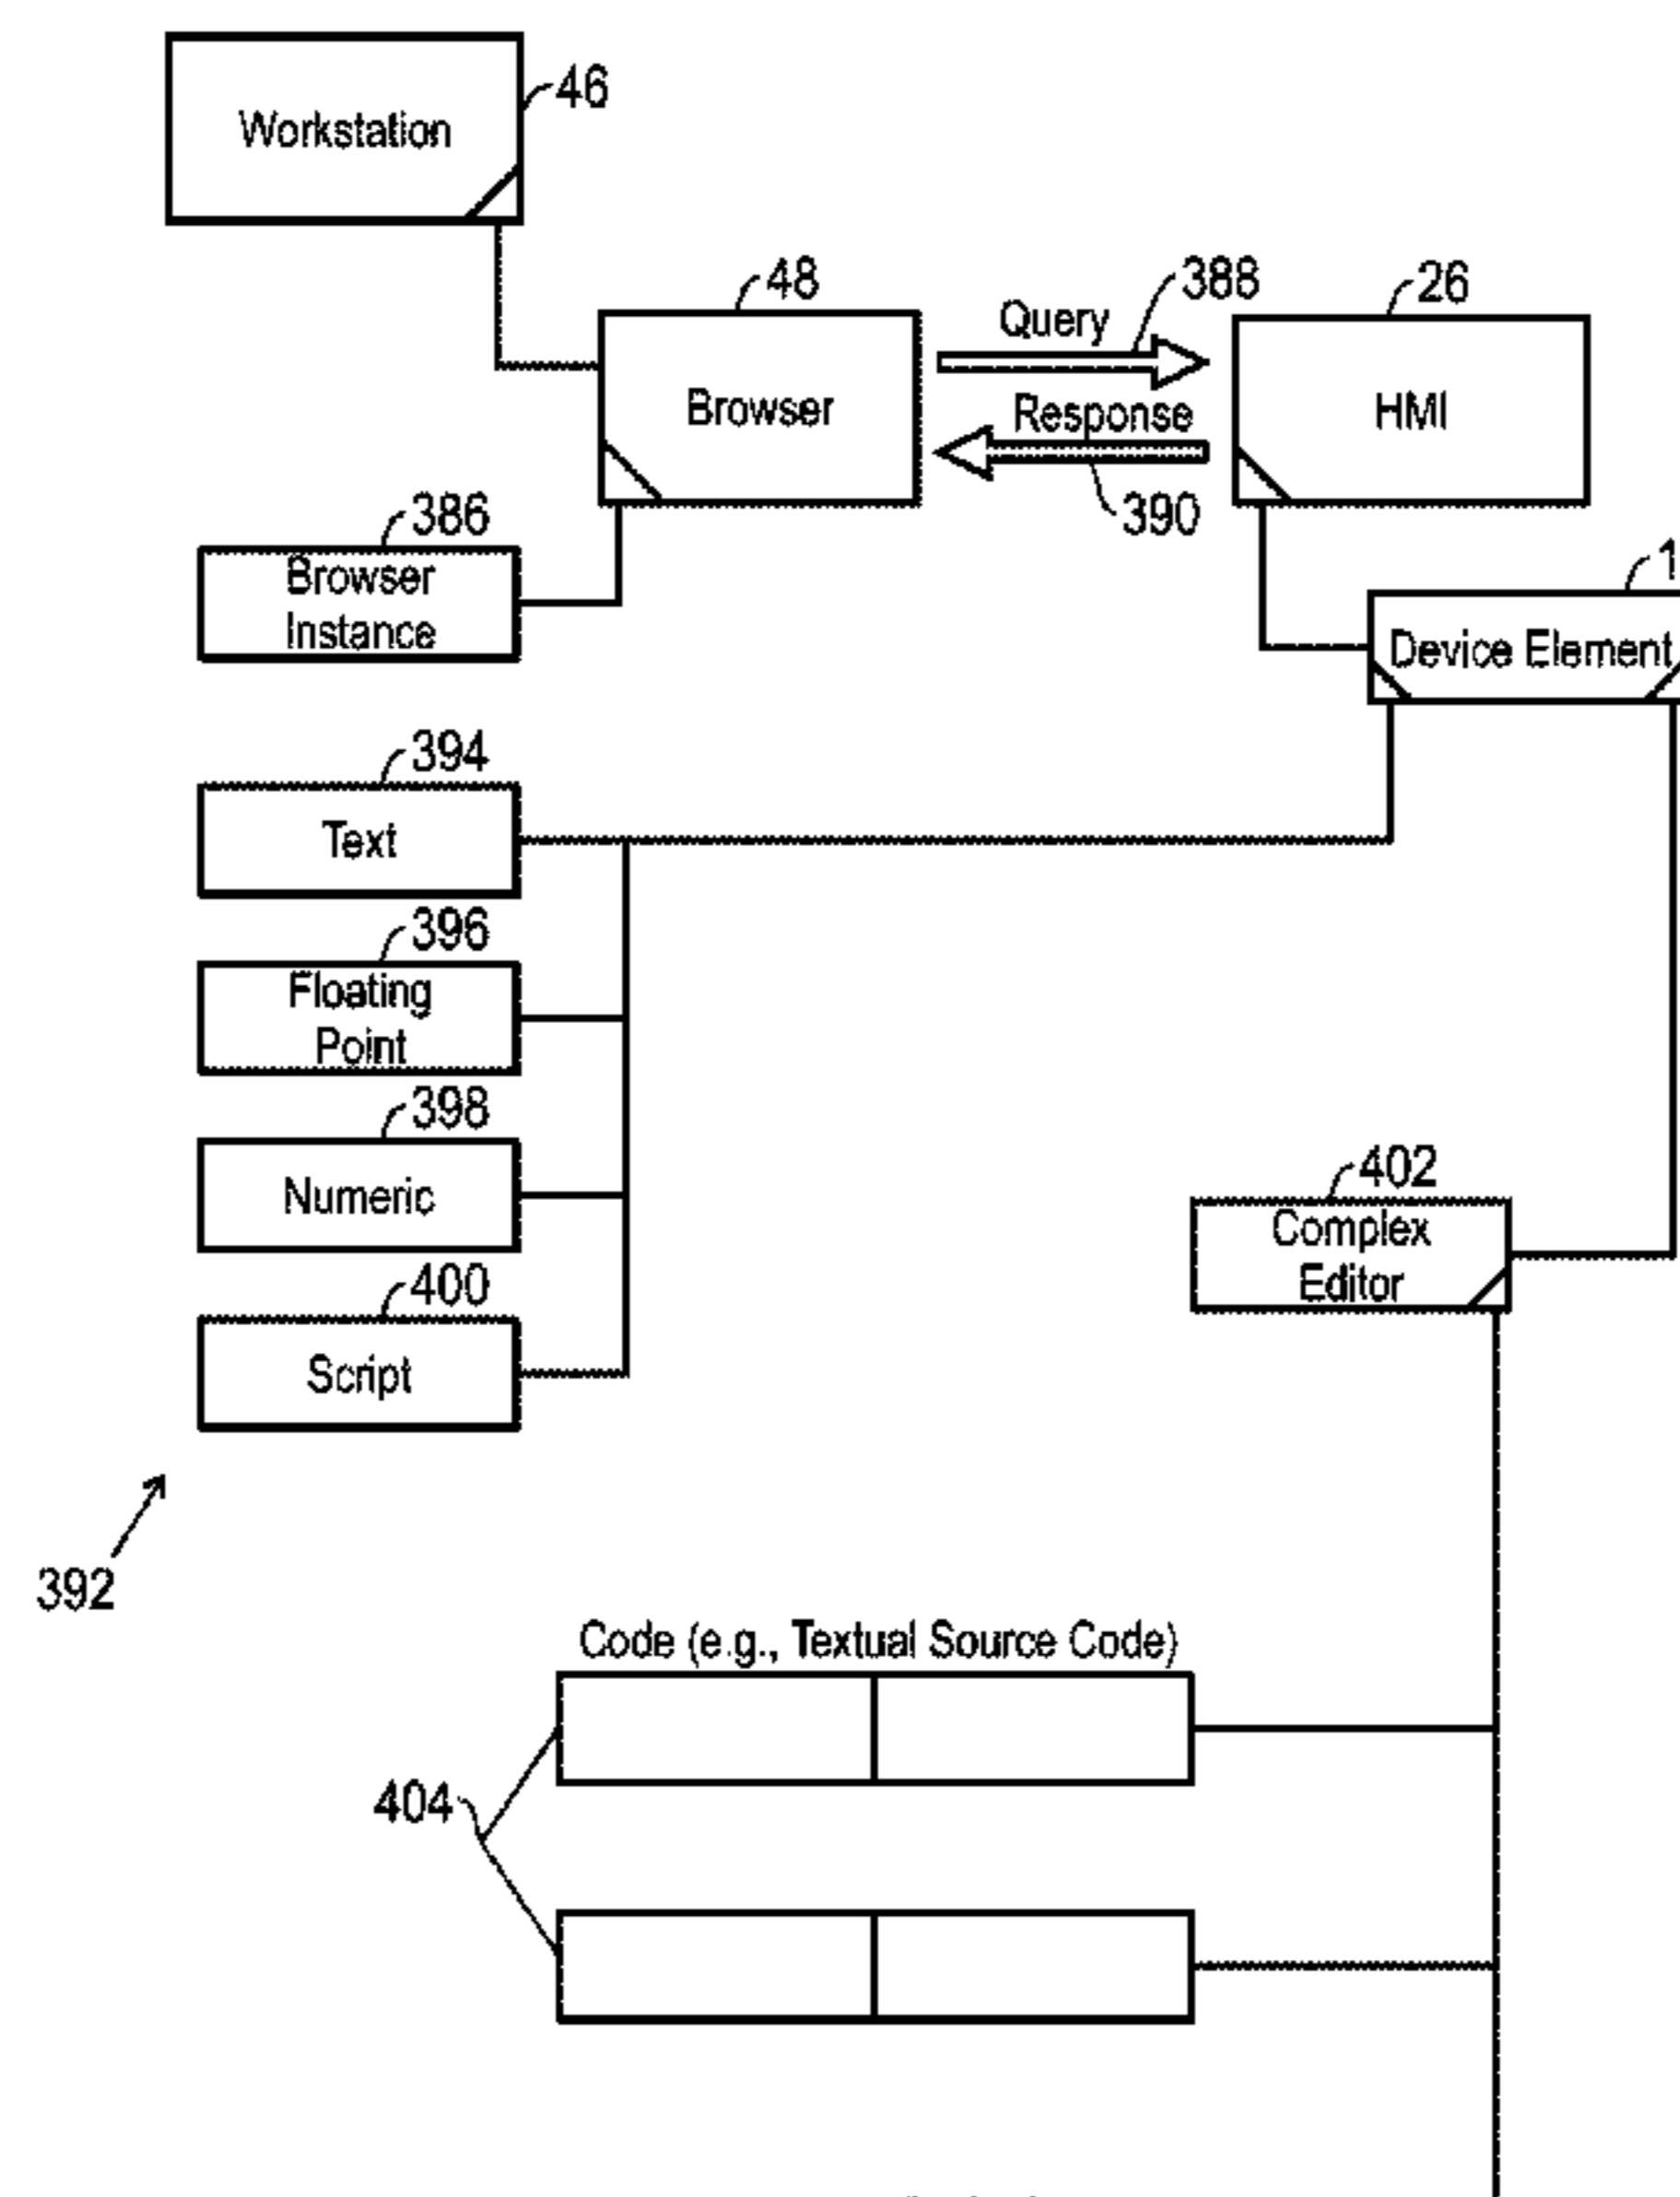 46
Workstation
48
388
26
Query
Browser
Response
HMI
390
386
Browser
Instance
1
Device Element
394
Text
396
Floating
Point
398
Numeric
402
Complex
Editor
400
Script
392
Code (e.g., Textual Source Code)
404